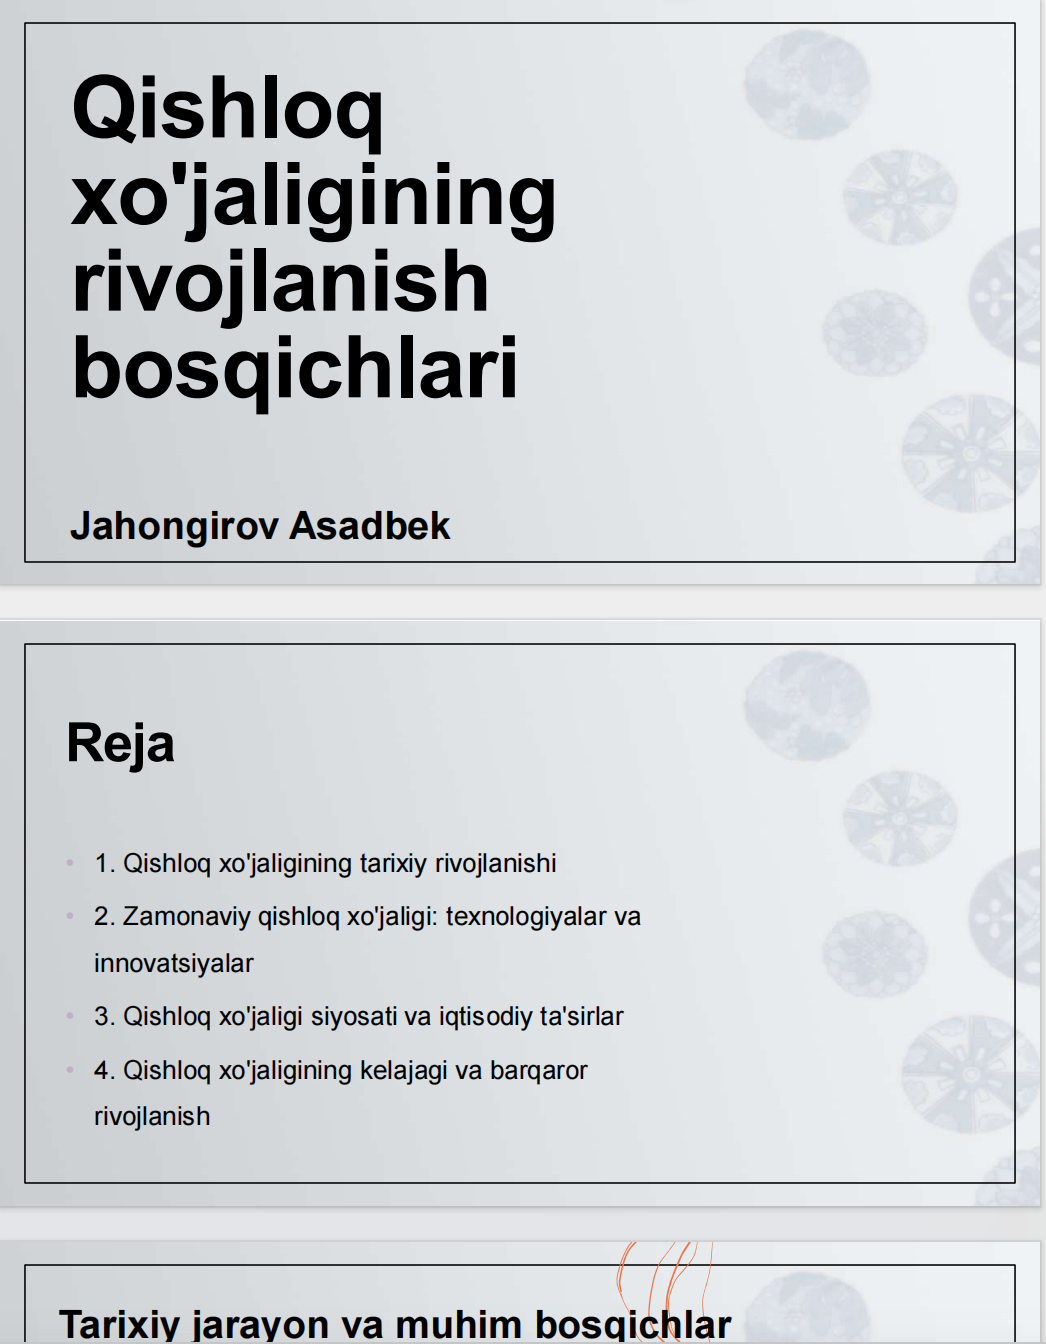 Qishloq
xo'jaligining
rivojlanish
bosqichlari
Jahongirov Asadbek
Reja
• 1. Qishloq xo'jaligining tarixiy rivojlanishi
• 2. Zamonaviy qishloq xo'jaligi: texnologiyalar va
innovatsiyalar
• 3. Qishloq xo'jaligi siyosati va iqtisodiy ta'sirlar
• 4. Qishloq xo'jaligining kelajagi va barqaror
rivojlanish
Tarixiy jarayon va muhim bosqichlar